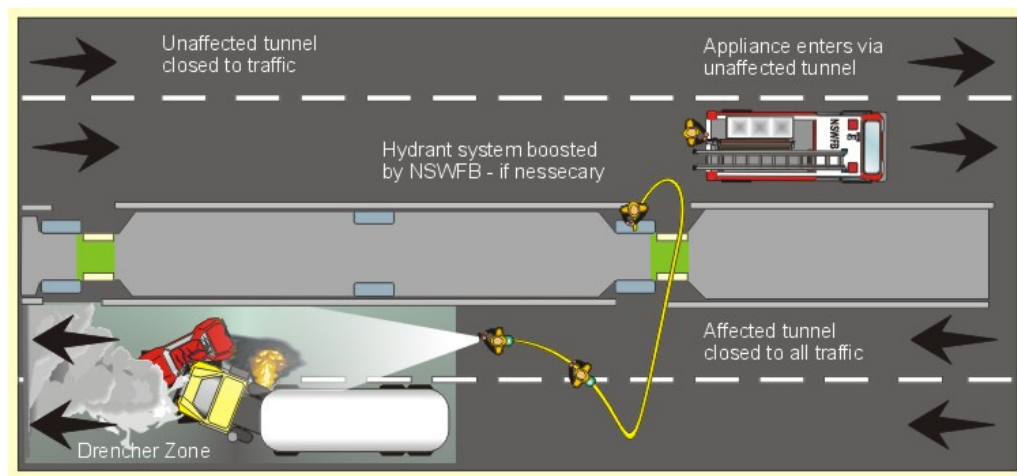 Unaffected tunnel
closed to traffic
Appliance enters via
unaffected tunnel
NSWFB
Hydrant system boosted
by NSWFB - if nessecary
Affected tunnel
closed to all traffic
Drencher Zone